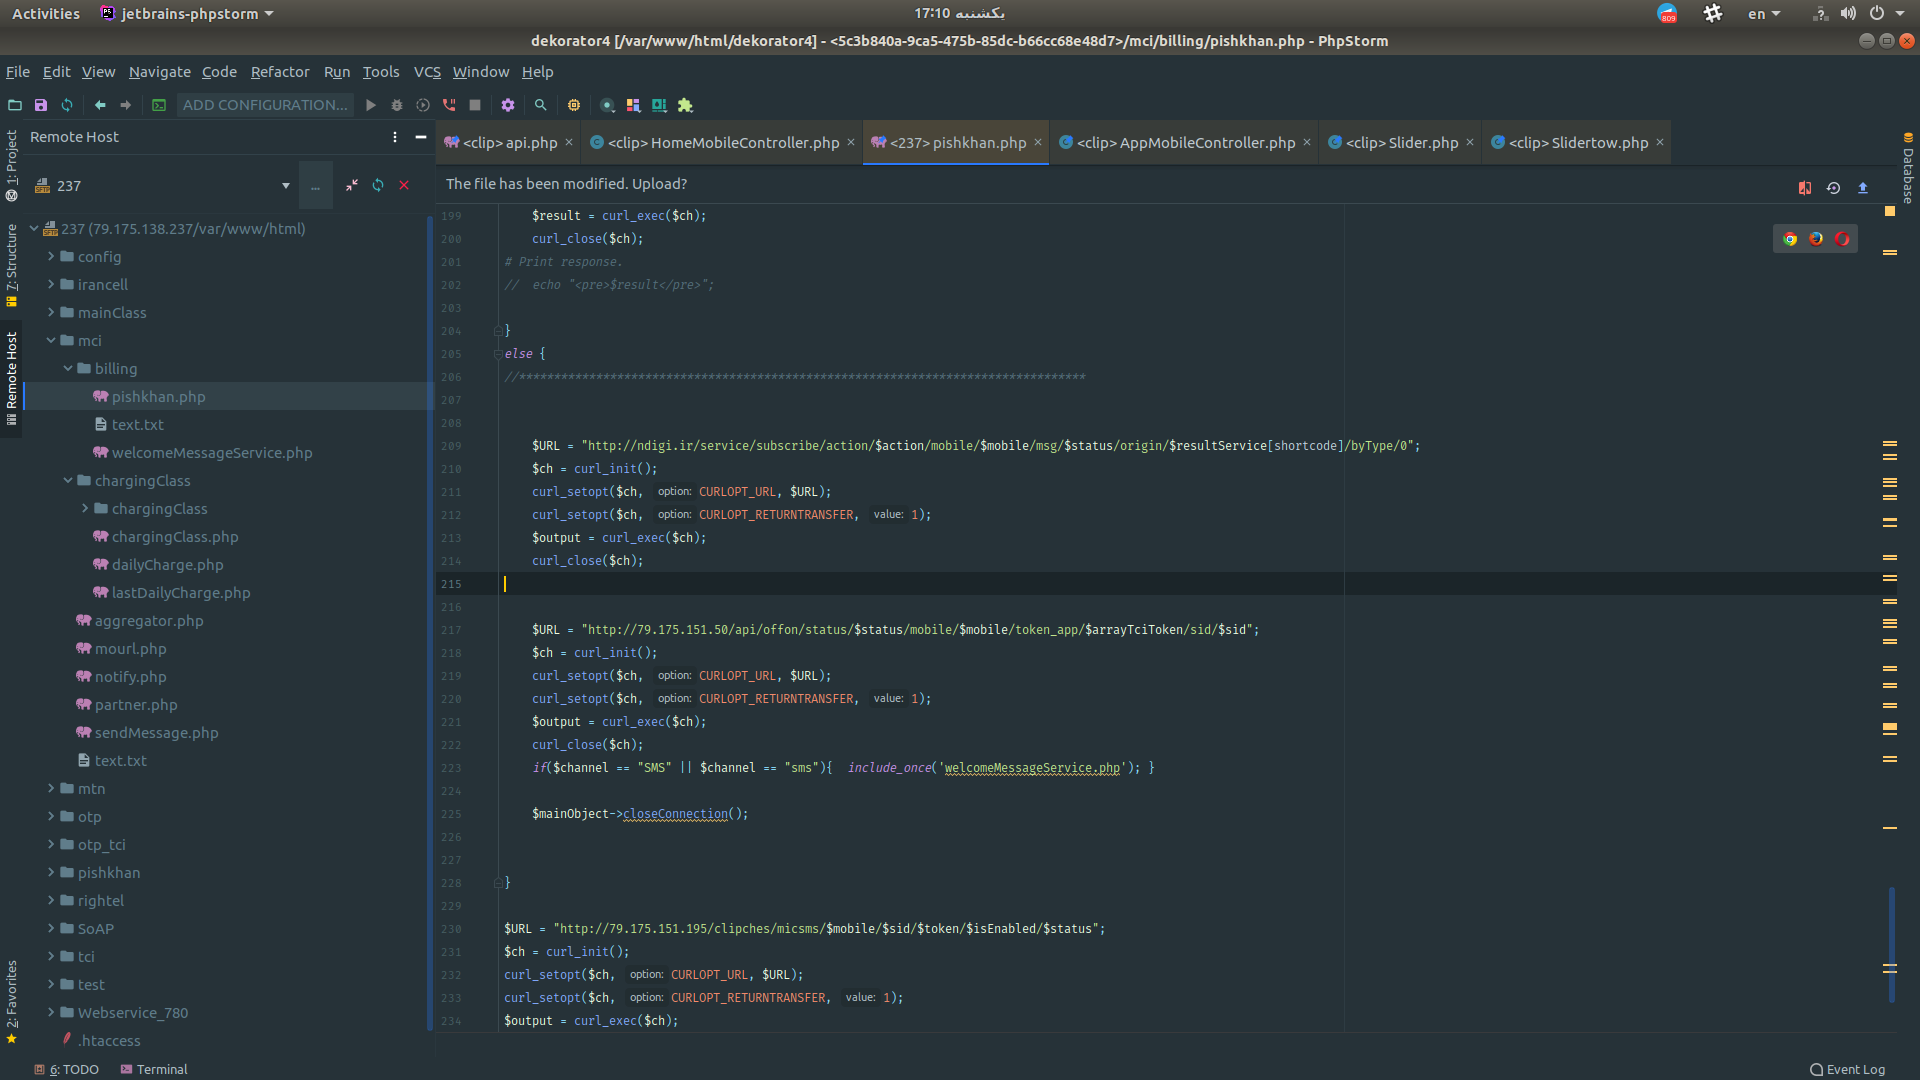 Activities
jetbrains-phpstorm
یکشنبه 17:10
809
en
dekorator4 [/var/www/html/dekorator4] - <5c3b840a-9ca5-475b-85dc-b66cc68e48d7>/mci/billing/pishkhan.php - PhpStorm
File Edit View Navigate Code Refactor Run Tools VCS Window Help
ADD CONFIGURATION...
Remote Host
<clip> api.php
<clip> HomeMobileController.php
<237> pishkhan.php
<clip> AppMobileController.php
<clip> Slider.php
<clip> Slidertow.php
1: Project
7: Structure
Remote Host
2: Favorites
Database
237
...
The file has been modified. Upload?
237 (79.175.138.237/var/www/html)
config
irancell
mainClass
mci
billing
pishkhan.php
text.txt
welcomeMessageService.php
chargingClass
chargingClass
chargingClass.php
dailyCharge.php
lastDailyCharge.php
aggregator.php
mourl.php
notify.php
partner.php
sendMessage.php
text.txt
mtn
otp
otp_tci
pishkhan
rightel
SoAP
tci
test
Webservice_780
.htaccess
199 $result = curl_exec($ch);
200 curl_close($ch);
201 # Print response.
202 //  echo "<pre>$result</pre>";
203
204 }
205 else {
206 //*********************************************************************************
207
208
209 $URL = "http://ndigi.ir/service/subscribe/action/$action/mobile/$mobile/msg/$status/origin/$resultService[shortcode]/byType/0";
210 $ch = curl_init();
211 curl_setopt($ch, option: CURLOPT_URL, $URL);
212 curl_setopt($ch, option: CURLOPT_RETURNTRANSFER, value: 1);
213 $output = curl_exec($ch);
214 curl_close($ch);
215
216
217 $URL = "http://79.175.151.50/api/offon/status/$status/mobile/$mobile/token_app/$arrayTciToken/sid/$sid";
218 $ch = curl_init();
219 curl_setopt($ch, option: CURLOPT_URL, $URL);
220 curl_setopt($ch, option: CURLOPT_RETURNTRANSFER, value: 1);
221 $output = curl_exec($ch);
222 curl_close($ch);
223 if($channel == "SMS" || $channel == "sms"){  include_once('welcomeMessageService.php'); }
224
225 $mainObject->closeConnection();
226
227
228 }
229
230 $URL = "http://79.175.151.195/clipches/micsms/$mobile/$sid/$token/$isEnabled/$status";
231 $ch = curl_init();
232 curl_setopt($ch, option: CURLOPT_URL, $URL);
233 curl_setopt($ch, option: CURLOPT_RETURNTRANSFER, value: 1);
234 $output = curl_exec($ch);
6: TODO
Terminal
Event Log